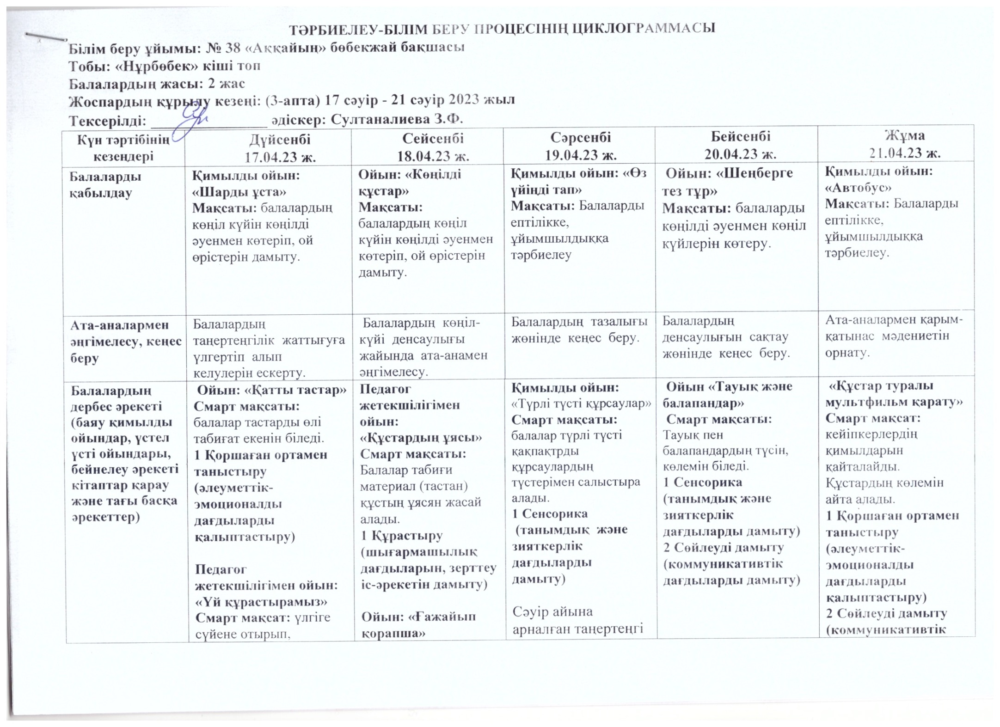 ТӘРБИЕЛЕУ-БІЛІМ БЕРУ ПРОЦЕСІНІҢ ЦИКЛОГРАММАСЫ
Білім беру ұйымы: № 38 «Аққайың» бөбекжай бақшасы
Тобы: «Нұрбөбек» кіші топ
Балалардың жасы: 2 жас
Жоспардың құрылу кезеңі: (3-апта) 17 сәуір - 21 сәуір 2023 жыл
Тексерілді: ________________ әдіскер: Султаналиева З.Ф.
Күн тәртібінің
кезеңдері
Дүйсенбі
17.04.23 ж.
Сейсенбі
18.04.23 ж.
Сәрсенбі
19.04.23 ж.
Бейсенбі
20.04.23 ж.
Жұма
21.04.23 ж.
Балаларды
қабылдау
Қимылды ойын:
«Шарды ұста»
Мақсаты: балалардың
көңіл күйін көңілді
әуенмен көтеріп, ой
өрістерін дамыту.
Ойын: «Көңілді
құстар»
Мақсаты:
балалардың көңіл
күйін көңілді әуенмен
көтеріп, ой өрістерін
дамыту.
Қимылды ойын: «Өз
үйіңді тап»
Мақсаты: Балаларды
ептілікке,
ұйымшылдыққа
тәрбиелеу
Ойын: «Шеңберге
тез тұр»
Мақсаты: балаларды
көңілді әуенмен көңіл
күйлерін көтеру.
Қимылды ойын:
«Автобус»
Мақсаты: Балаларды
ептілікке,
ұйымшылдыққа
тәрбиелеу.
Ата-аналармен
әңгімелесу, кеңес
беру
Балалардың
таңертеңгілік жаттығуға
үлгертіп алып
келулерін ескерту.
Балалардың көңіл-
күйі денсаулығы
жайында ата-анамен
әңгімелесу.
Балалардың тазалығы
жөнінде кеңес беру.
Балалардың
денсаулығын сақтау
жөнінде кеңес беру.
Ата-аналармен қарым-
қатынас мәдениетін
орнату.
Балалардың
дербес әрекеті
(баяу қимылды
ойындар, үстел
үсті ойындары,
бейнелеу әрекеті
кітаптар қарау
және тағы басқа
әрекеттер)
Ойын: «Қатты тастар»
Смарт мақсаты:
балалар тастарды өлі
табиғат екенін біледі.
1 Қоршаған ортамен
таныстыру
(әлеуметтік-
эмоционалды
дағдыларды
қалыптастыру)
Педагог
жетекшілігімен ойын:
«Үй құрастырамыз»
Смарт мақсат: үлгіге
сүйене отырып,
Педагог
жетекшілігімен
ойын:
«Құстардың ұясы»
Смарт мақсаты:
Балалар табиғи
материал (тастан)
құстың ұясян жасай
алады.
1 Құрастыру
(шығармашылық
дағдыларын, зерттеу
іс-әрекетін дамыту)
Ойын: «Ғажайып
қорапша»
Қимылды ойын:
«Түрлі түсті құрсаулар»
Смарт мақсаты:
балалар түрлі түсті
қақпақтрды
құрсаулардың
түстерімен салыстыра
алады.
1 Сенсорика
(танымдық және
зияткерлік
дағдыларды
дамыту)
Сәуір айына
арналған таңертеңгі
Ойын «Тауық және
балапандар»
Смарт мақсаты:
Тауық пен
балапандардың түсін,
көлемін біледі.
1 Сенсорика
(танымдық және
зияткерлік
дағдыларды дамыту)
2 Сөйлеуді дамыту
(коммуникативтік
дағдыларды дамыту)
«Құстар туралы
мультфильм қарату»
Смарт мақсат:
кейіпкерлердің
қимылдарын
қайталайды.
Құстардың көлемін
айта алады.
1 Қоршаған ортамен
таныстыру
(әлеуметтік-
эмоционалды
дағдыларды
қалыптастыру)
2 Сөйлеуді дамыту
(коммуникативтік